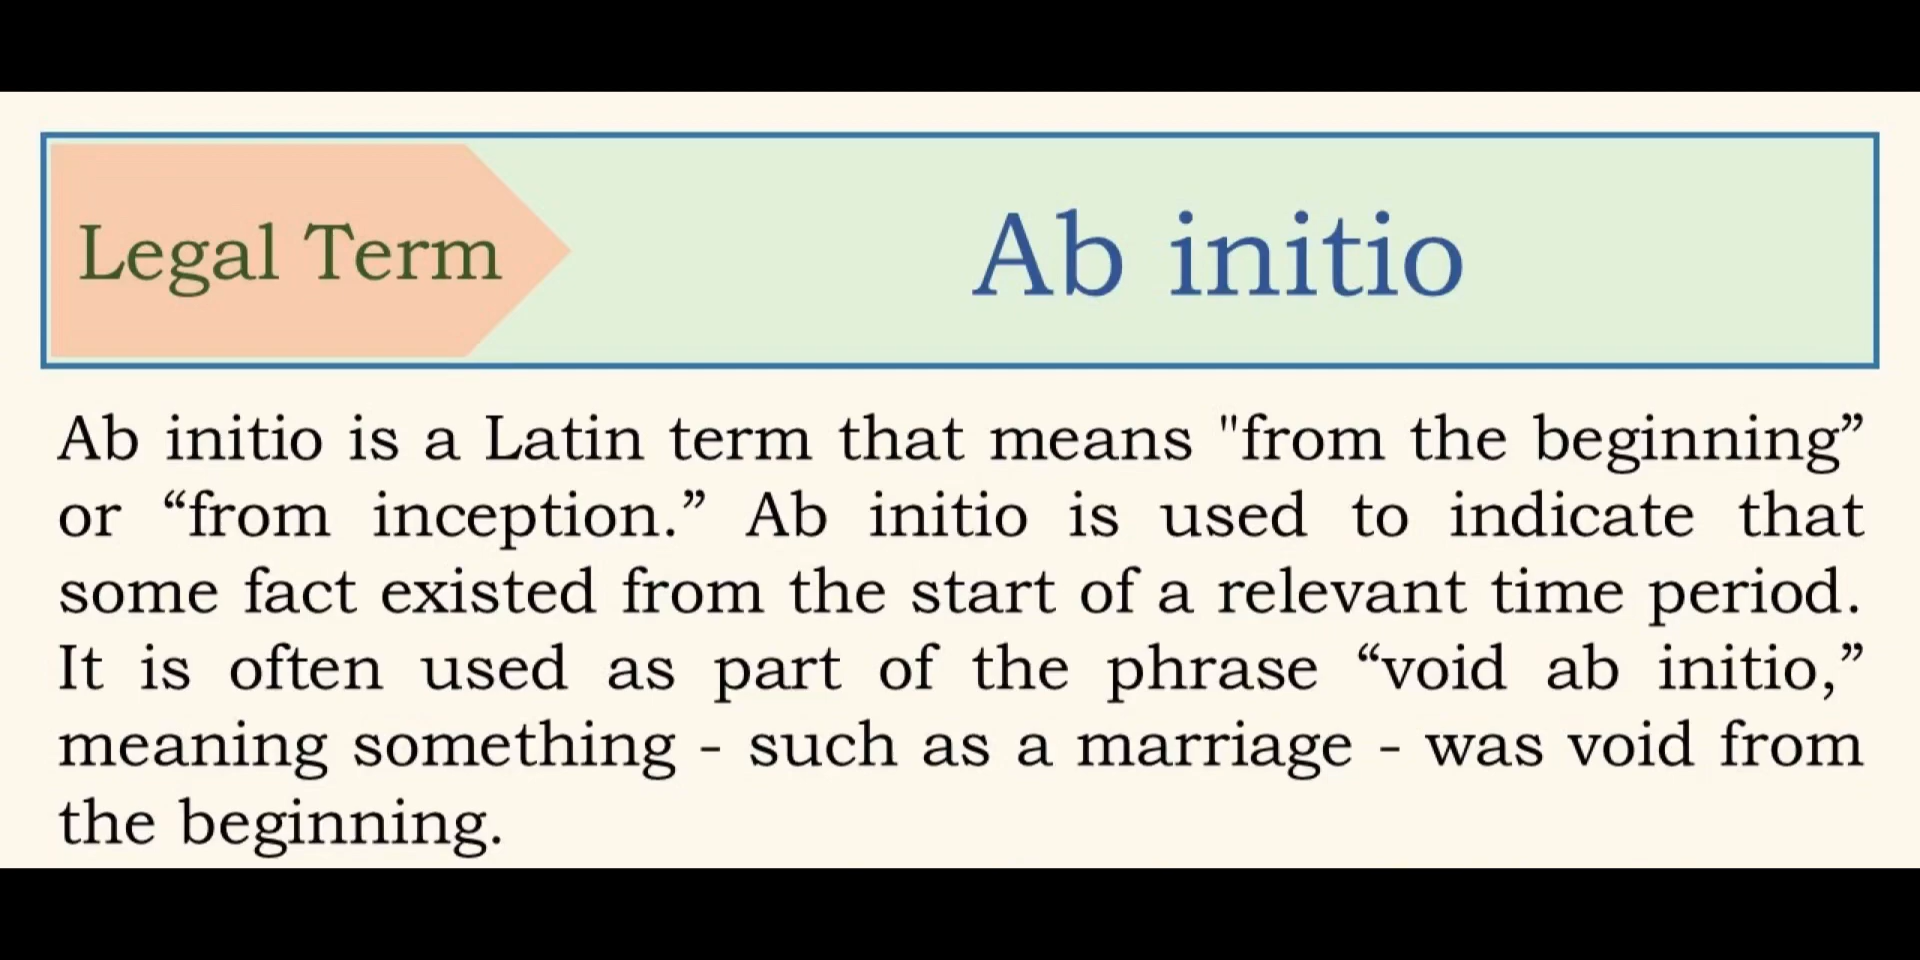 Legal Term
Ab initio
Ab initio is a Latin term that means "from the beginning”
or “from inception.” Ab initio is used to indicate that
some fact existed from the start of a relevant time period.
It is often used as part of the phrase “void ab initio,”
meaning something - such as a marriage - was void from
the beginning.